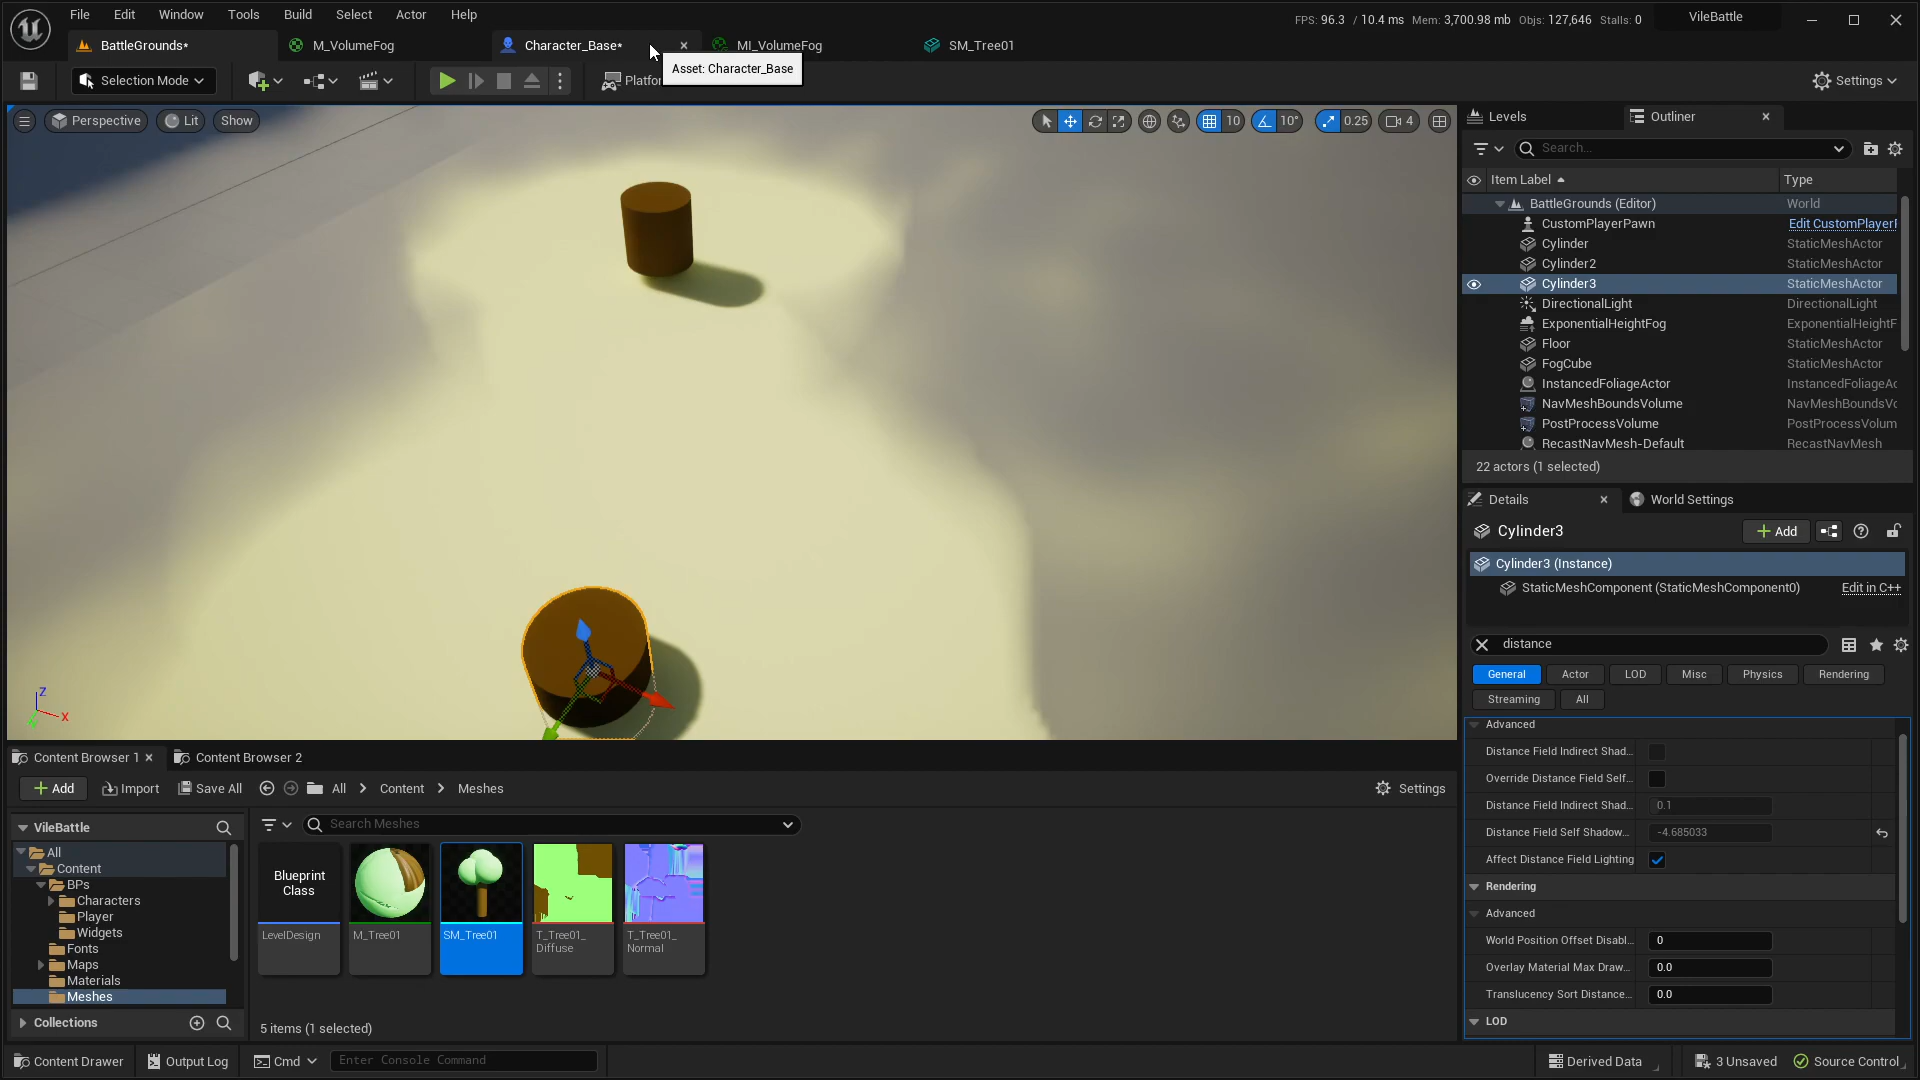 File Edit Window Tools Build Select Actor Help
FPS: 96.3 / 10.4 ms Mem: 3,700.98 mb Objs: 127,646 Stalls: 0
VileBattle
BattleGrounds*
M_VolumeFog
Character_Base*
MI_VolumeFog
SM_Tree01
Asset: Character_Base
Selection Mode
Settings
Perspective
Lit
Show
10
10°
0.25
4
Levels
Outliner
Search...
Item Label
Type
BattleGrounds (Editor) World
CustomPlayerPawn
Cylinder StaticMeshActor
Cylinder2 StaticMeshActor
Cylinder3 StaticMeshActor
DirectionalLight DirectionalLight
ExponentialHeightFog ExponentialHeightF
Floor StaticMeshActor
FogCube StaticMeshActor
InstancedFoliageActor InstancedFoliageAc
NavMeshBoundsVolume NavMeshBoundsVo
PostProcessVolume PostProcessVolum
RecastNavMesh-Default RecastNavMesh
22 actors (1 selected)
Details
World Settings
Cylinder3
Add
Cylinder3 (Instance)
StaticMeshComponent (StaticMeshComponent0) Edit in C++
distance
General Actor LOD Misc Physics Rendering
Streaming All
Advanced
Distance Field Indirect Shad...
Override Distance Field Self...
Distance Field Indirect Shad... 0.1
Distance Field Self Shadow... -4.685033
Affect Distance Field Lighting
Rendering
Advanced
World Position Offset Disabl... 0
Overlay Material Max Draw... 0.0
Translucency Sort Distance... 0.0
LOD
Z
X
Content Browser 1
Content Browser 2
Add
Import
Save All
All
Content
Meshes
Settings
VileBattle
Search Meshes
All
Content
BPs
Characters
Player
Widgets
Fonts
Maps
Materials
Meshes
Collections
Blueprint
Class
LevelDesign
M_Tree01
SM_Tree01
T_Tree01_
Diffuse
T_Tree01_
Normal
5 items (1 selected)
Content Drawer
Output Log
Cmd
Enter Console Command
Derived Data
3 Unsaved
Source Control